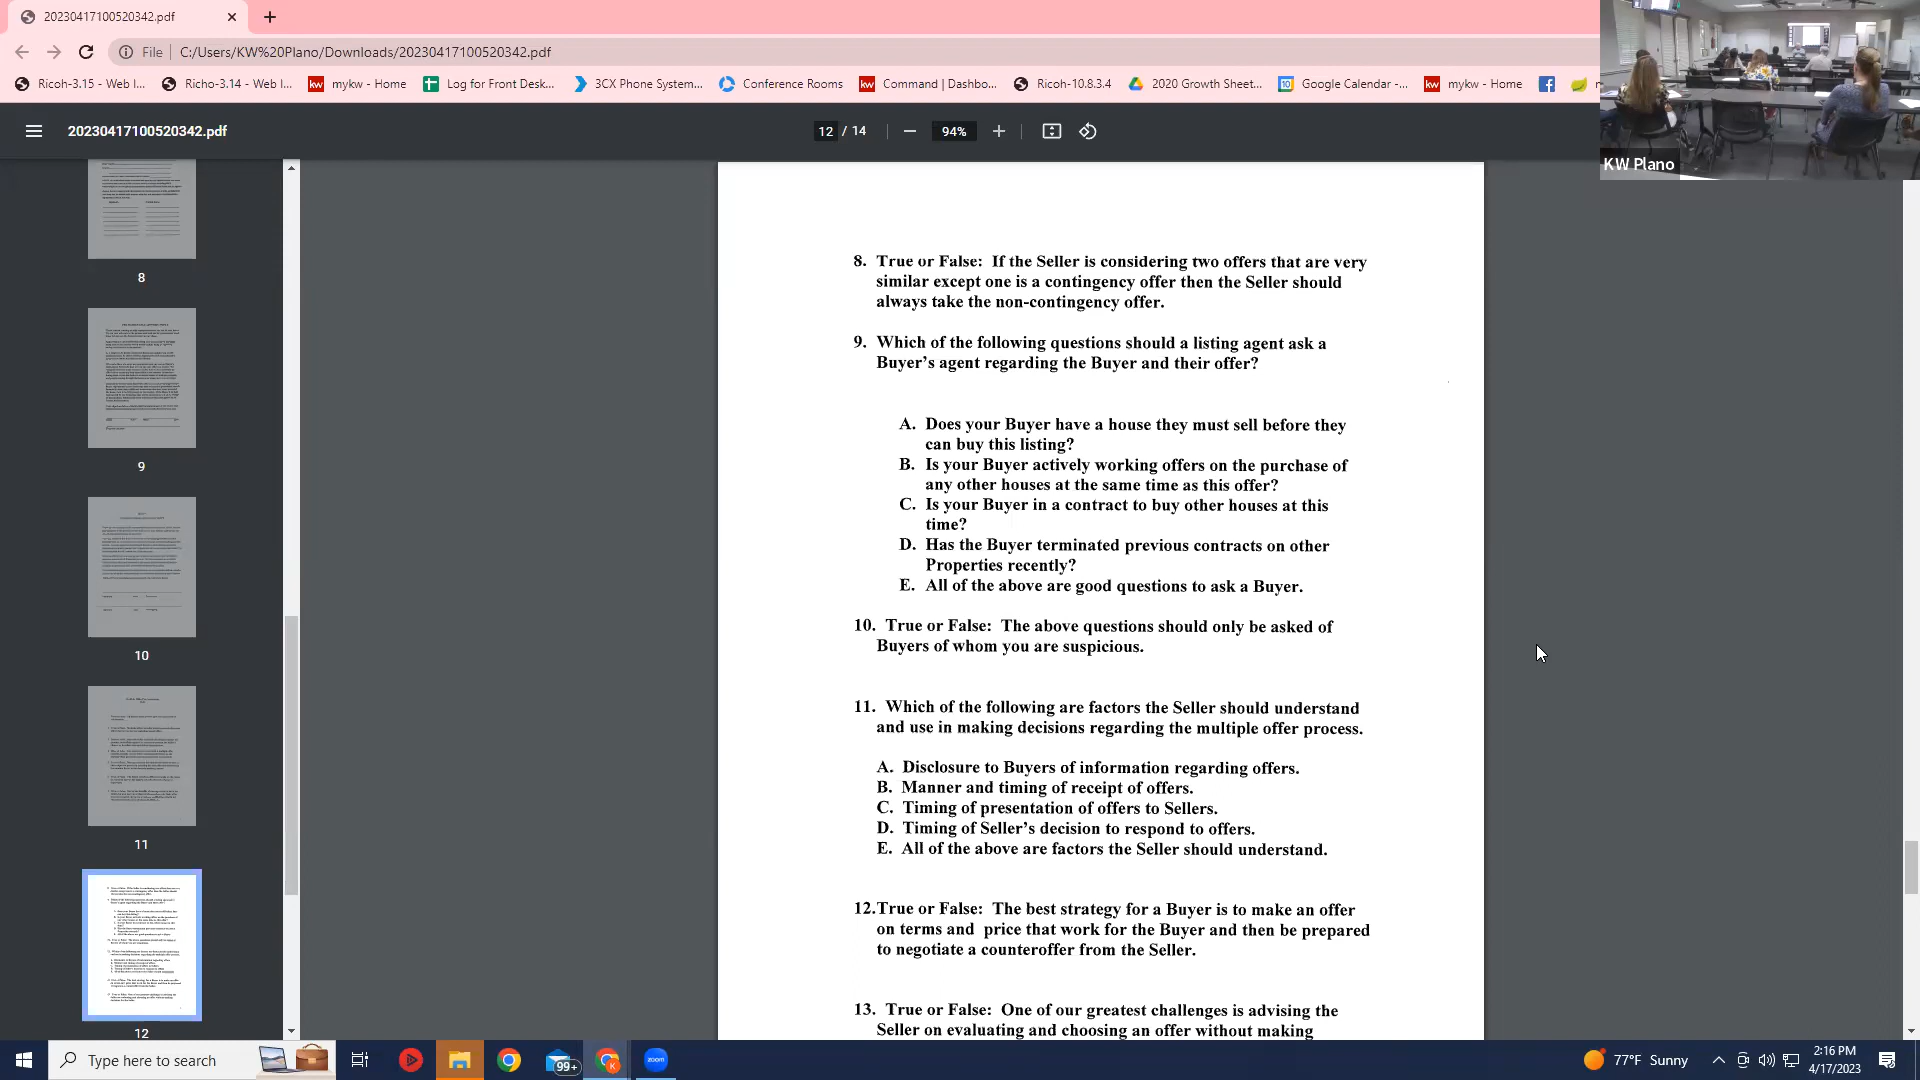 20230417100520342.pdf
File C:/Users/KW%20Plano/Downloads/20230417100520342.pdf
Ricoh-3.15 - Web I... Richo-3.14 - Web I... mykw - Home Log for Front Desk... 3CX Phone System... Conference Rooms Command | Dashbo... Ricoh-10.8.3.4 2020 Growth Sheet... Google Calendar -... mykw - Home
KW Plano
20230417100520342.pdf 12 / 14 94%
8
9
10
11
12
8. True or False: If the Seller is considering two offers that are very
similar except one is a contingency offer then the Seller should
always take the non-contingency offer.
9. Which of the following questions should a listing agent ask a
Buyer's agent regarding the Buyer and their offer?
A. Does your Buyer have a house they must sell before they
can buy this listing?
B. Is your Buyer actively working offers on the purchase of
any other houses at the same time as this offer?
C. Is your Buyer in a contract to buy other houses at this
time?
D. Has the Buyer terminated previous contracts on other
Properties recently?
E. All of the above are good questions to ask a Buyer.
10. True or False: The above questions should only be asked of
Buyers of whom you are suspicious.
11. Which of the following are factors the Seller should understand
and use in making decisions regarding the multiple offer process.
A. Disclosure to Buyers of information regarding offers.
B. Manner and timing of receipt of offers.
C. Timing of presentation of offers to Sellers.
D. Timing of Seller's decision to respond to offers.
E. All of the above are factors the Seller should understand.
12.True or False: The best strategy for a Buyer is to make an offer
on terms and price that work for the Buyer and then be prepared
to negotiate a counteroffer from the Seller.
13. True or False: One of our greatest challenges is advising the
Seller on evaluating and choosing an offer without making
Type here to search
99+
zoom
77°F Sunny
2:16 PM
4/17/2023